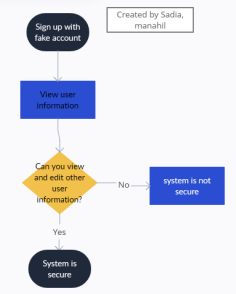 Sign up with
fake account
Created by Sadia,
manahil
View user
information
Can you view
and edit other
user
information?
No
system is not
secure
Yes
System is
secure